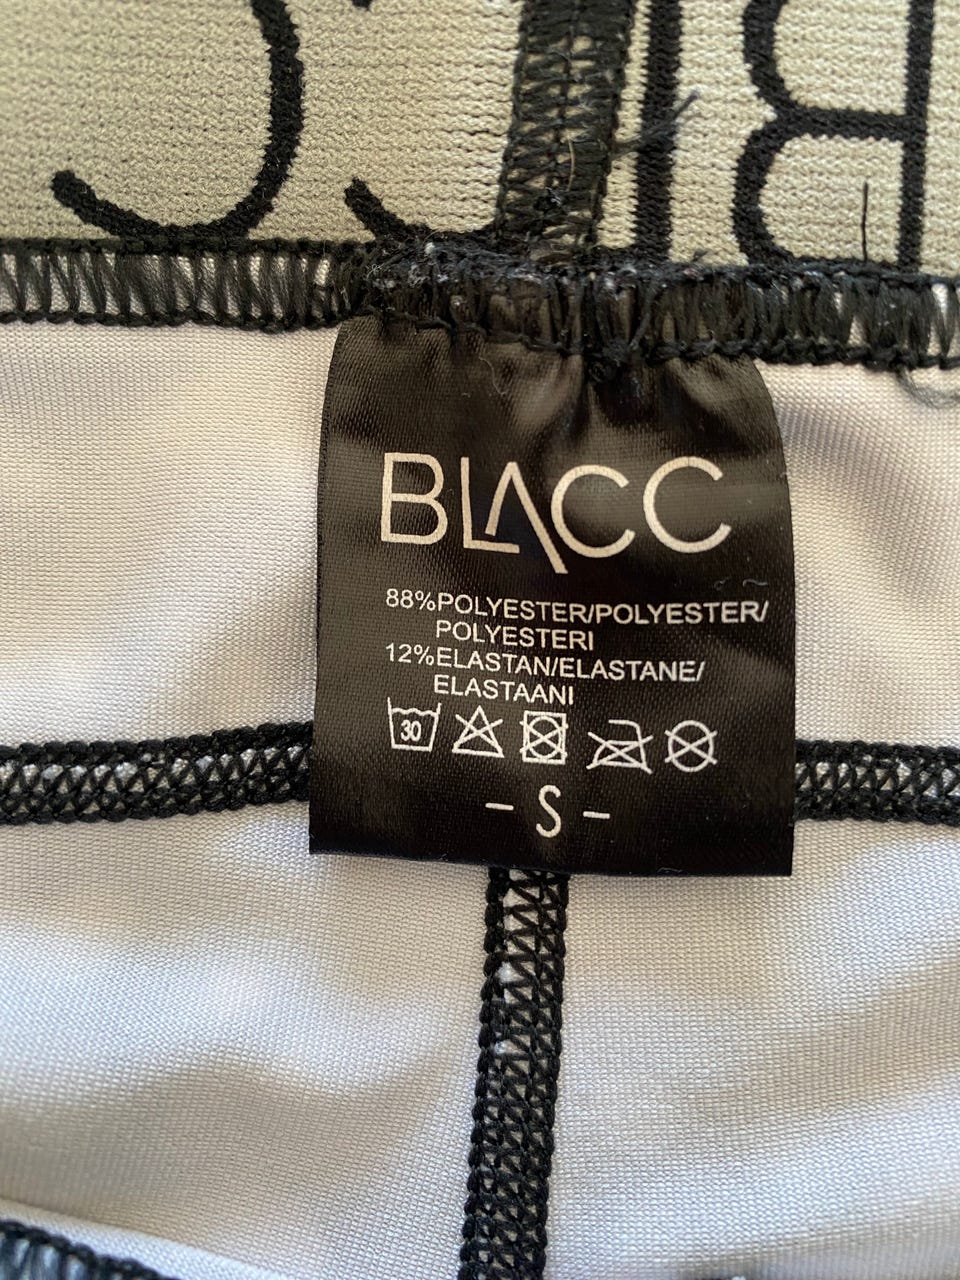 BLACC
88%POLYESTER/POLYESTER/
POLYESTERI
12%ELASTAN/ELASTANE/
ELASTAANI
30
- S -